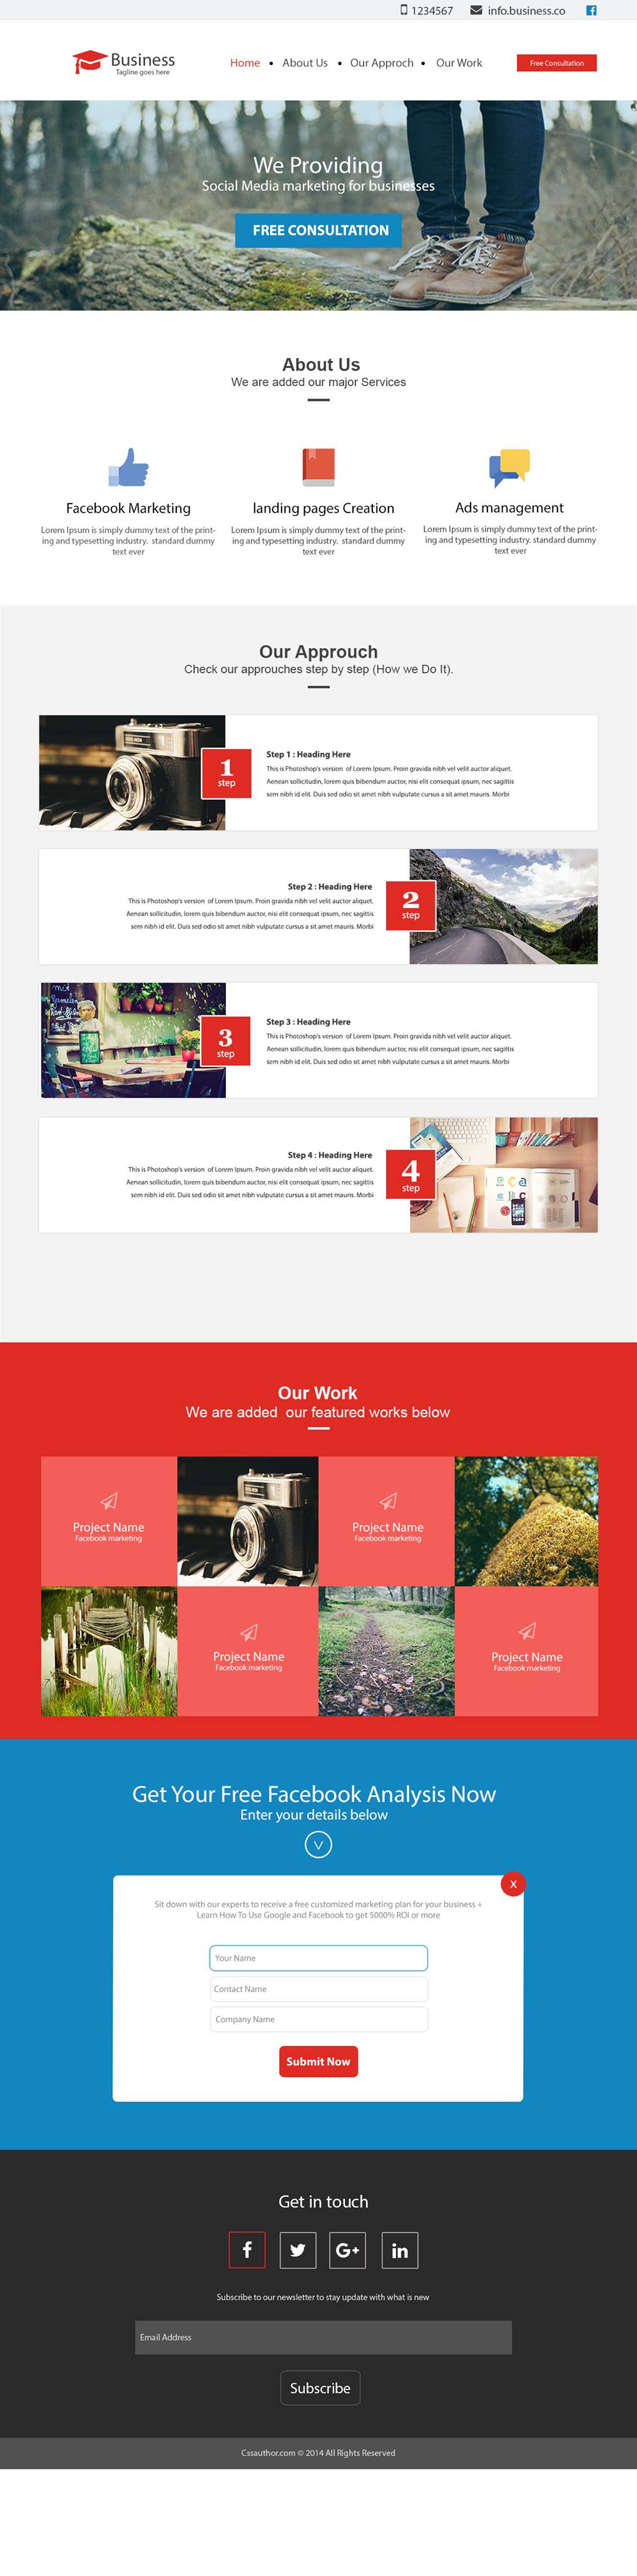 1234567 info.business.co
Business
Tagline goes here
Home • About Us • Our Approch • Our Work
Free Consultation
We Providing
Social Media marketing for businesses
FREE CONSULTATION
About Us
We are added our major Services
Facebook Marketing
Lorem Ipsum is simply dummy text of the print-
ing and typesetting industry. standard dummy
text ever
landing pages Creation
Lorem Ipsum is simply dummy text of the print-
ing and typesetting industry. standard dummy
text ever
Ads management
Lorem Ipsum is simply dummy text of the print-
ing and typesetting industry. standard dummy
text ever
Our Approuch
Check our approuches step by step (How we Do It).
1
step
Step 1 : Heading Here
This is Photoshop's version of Lorem Ipsum. Proin gravida nibh vel velit auctor aliquet.
Aenean sollicitudin, lorem quis bibendum auctor, nisi elit consequat ipsum, nec sagittis
sem nibh id elit. Duis sed odio sit amet nibh vulputate cursus a sit amet mauris. Morbi
Step 2 : Heading Here
This is Photoshop's version of Lorem Ipsum. Proin gravida nibh vel velit auctor aliquet.
Aenean sollicitudin, lorem quis bibendum auctor, nisi elit consequat ipsum, nec sagittis
sem nibh id elit. Duis sed odio sit amet nibh vulputate cursus a sit amet mauris. Morbi
2
step
3
step
Step 3 : Heading Here
This is Photoshop's version of Lorem Ipsum. Proin gravida nibh vel velit auctor aliquet.
Aenean sollicitudin, lorem quis bibendum auctor, nisi elit consequat ipsum, nec sagittis
sem nibh id elit. Duis sed odio sit amet nibh vulputate cursus a sit amet mauris. Morbi
Step 4 : Heading Here
This is Photoshop's version of Lorem Ipsum. Proin gravida nibh vel velit auctor aliquet.
Aenean sollicitudin, lorem quis bibendum auctor, nisi elit consequat ipsum, nec sagittis
sem nibh id elit. Duis sed odio sit amet nibh vulputate cursus a sit amet mauris. Morbi
4
step
Our Work
We are added our featured works below
Project Name
Facebook marketing
Project Name
Facebook marketing
Project Name
Facebook marketing
Project Name
Facebook marketing
Get Your Free Facebook Analysis Now
Enter your details below
V
X
Sit down with our experts to receive a free customized marketing plan for your business +
Learn How To Use Google and Facebook to get 5000% ROI or more
Your Name
Contact Name
Company Name
Submit Now
Get in touch
f G+ in
Subscribe to our newsletter to stay update with what is new
Email Address
Subscribe
Cssauthor.com © 2014 All Rights Reserved